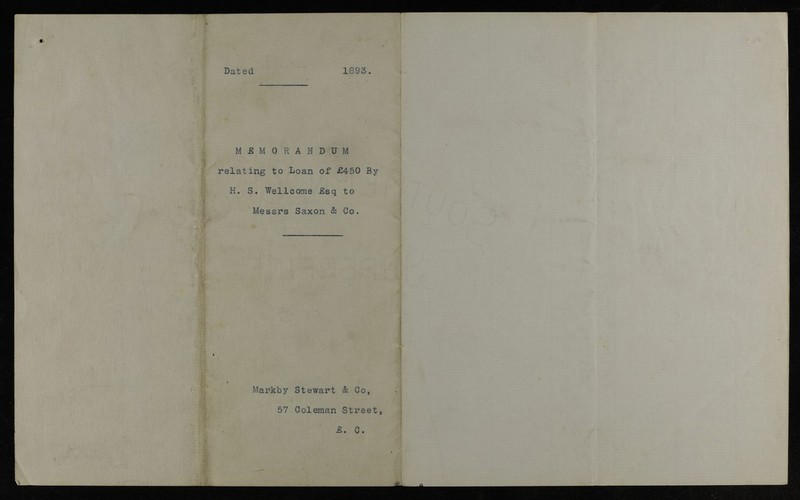 Dated 1893.
MEMORANDUM
relating to Loan of £450 By
H. S. Wellcome Esq to
Messrs Saxon & Co.
Markby Stewart & Co,
57 Coleman Street,
E. C.